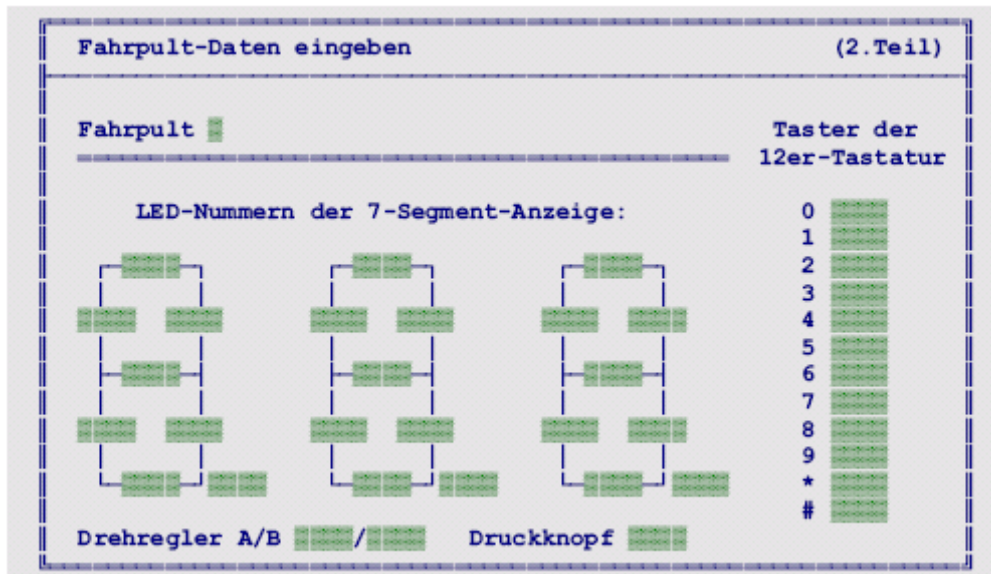 Fahrpult-Daten eingeben (2.Teil)
Fahrpult
Taster der
12er-Tastatur
LED-Nummern der 7-Segment-Anzeige:
0
1
2
3
4
5
6
7
8
9
*
#
Drehregler A/B / Druckknopf